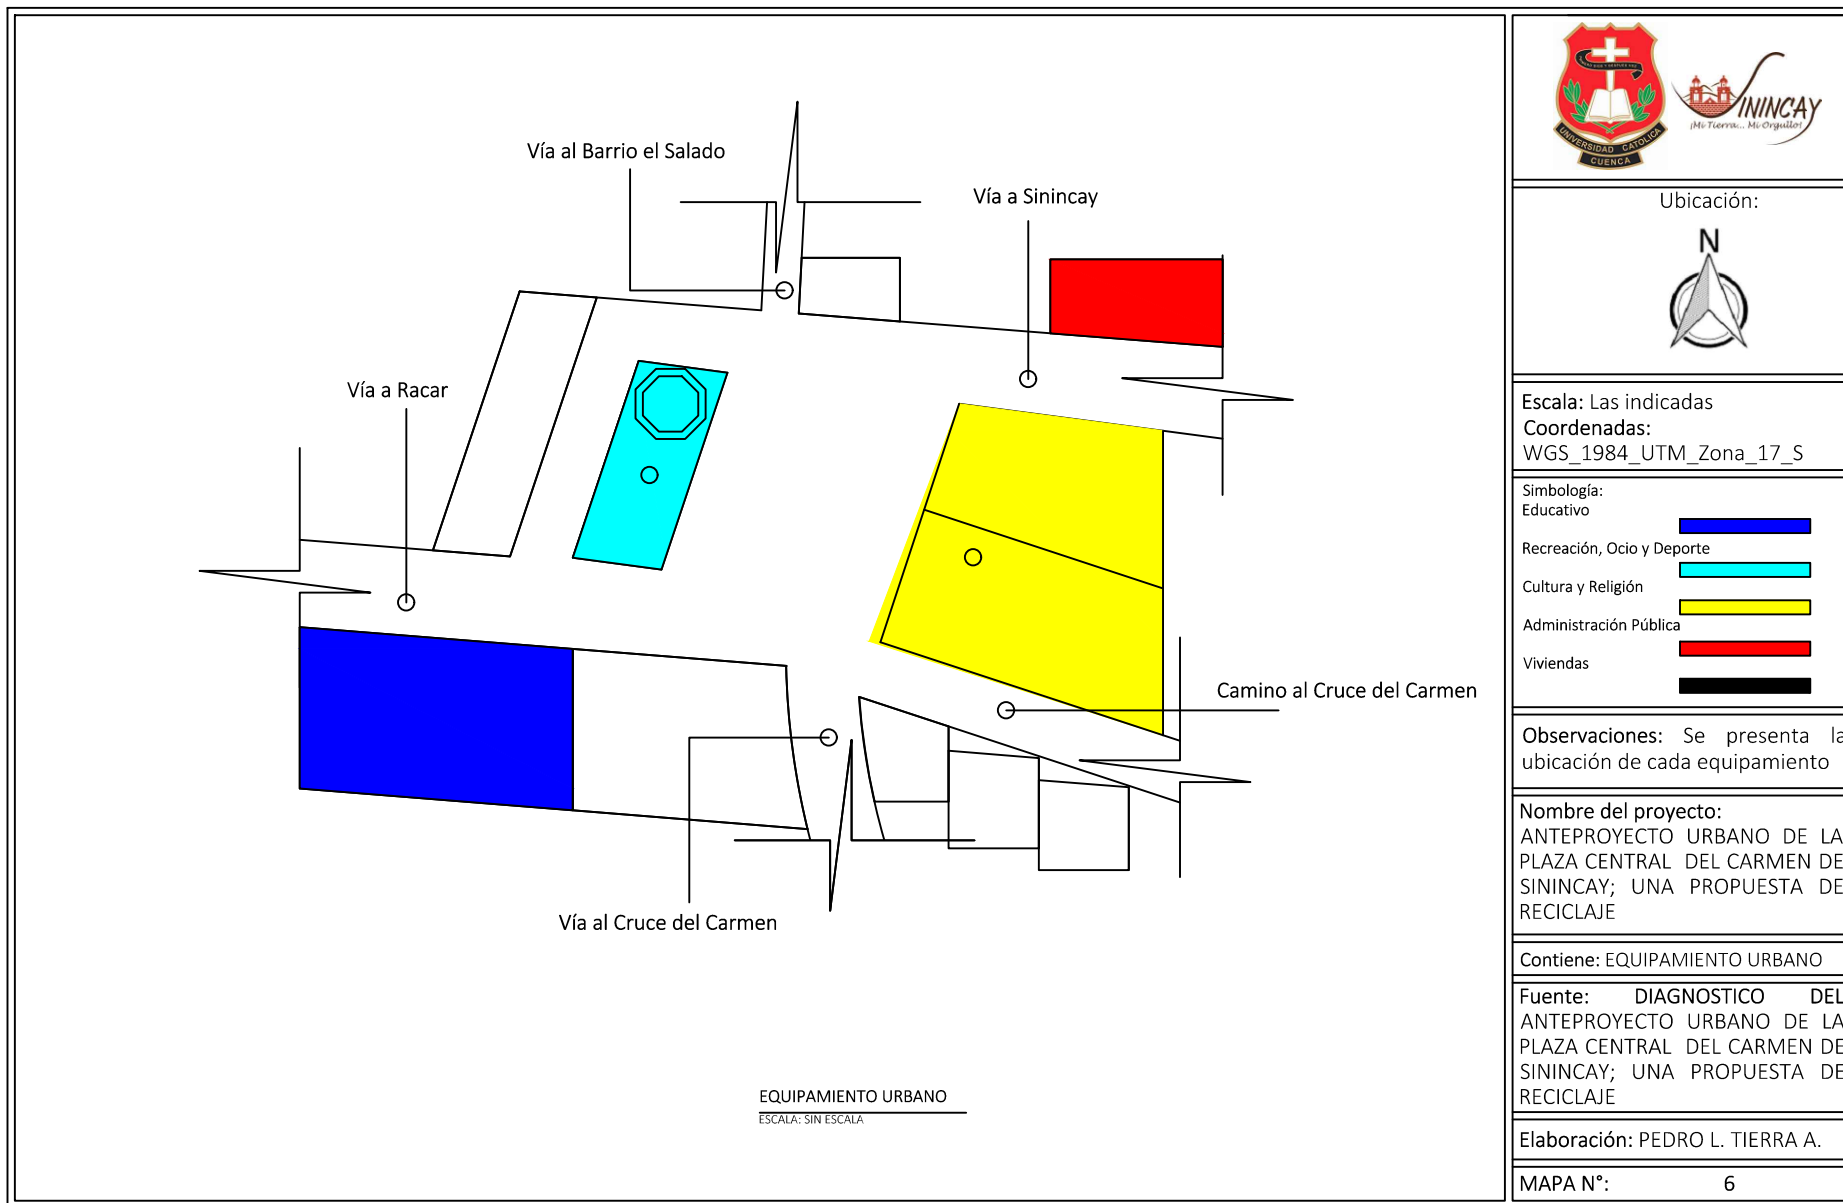 Vía al Barrio el Salado
Vía a Sinincay
Vía a Racar
Camino al Cruce del Carmen
Vía al Cruce del Carmen
EQUIPAMIENTO URBANO
ESCALA: SIN ESCALA
UNIVERSIDAD CATOLICA
CUENCA
SININCAY
¡Mi Tierra... Mi Orgullo!
Ubicación:
N
Escala: Las indicadas
Coordenadas:
WGS_1984_UTM_Zona_17_S
Simbología:
Educativo
Recreación, Ocio y Deporte
Cultura y Religión
Administración Pública
Viviendas
Observaciones: Se presenta la
ubicación de cada equipamiento
Nombre del proyecto:
ANTEPROYECTO URBANO DE LA
PLAZA CENTRAL DEL CARMEN DE
SININCAY; UNA PROPUESTA DE
RECICLAJE
Contiene: EQUIPAMIENTO URBANO
Fuente: DIAGNOSTICO DEL
ANTEPROYECTO URBANO DE LA
PLAZA CENTRAL DEL CARMEN DE
SININCAY; UNA PROPUESTA DE
RECICLAJE
Elaboración: PEDRO L. TIERRA A.
MAPA N°: 6